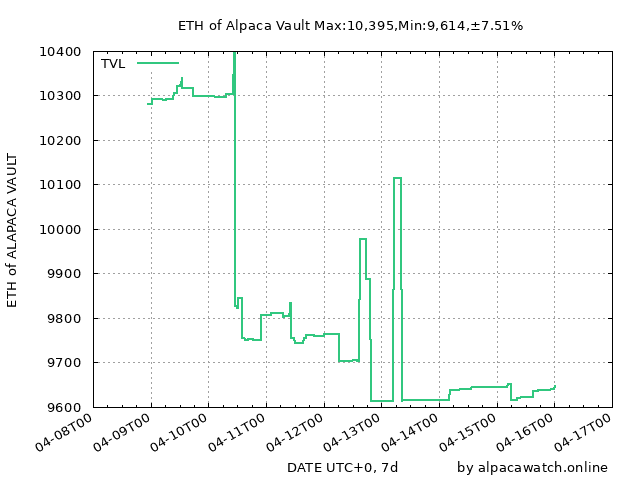 ETH of Alpaca Vault Max:10,395,Min:9,614,±7.51%
TVL
10400
10300
10200
10100
10000
9900
9800
9700
9600
ETH of ALAPACA VAULT
04-08T00
04-09T00
04-10T00
04-11T00
04-12T00
04-13T00
04-14T00
04-15T00
04-16T00
04-17T00
DATE UTC+0, 7d
by alpacawatch.online